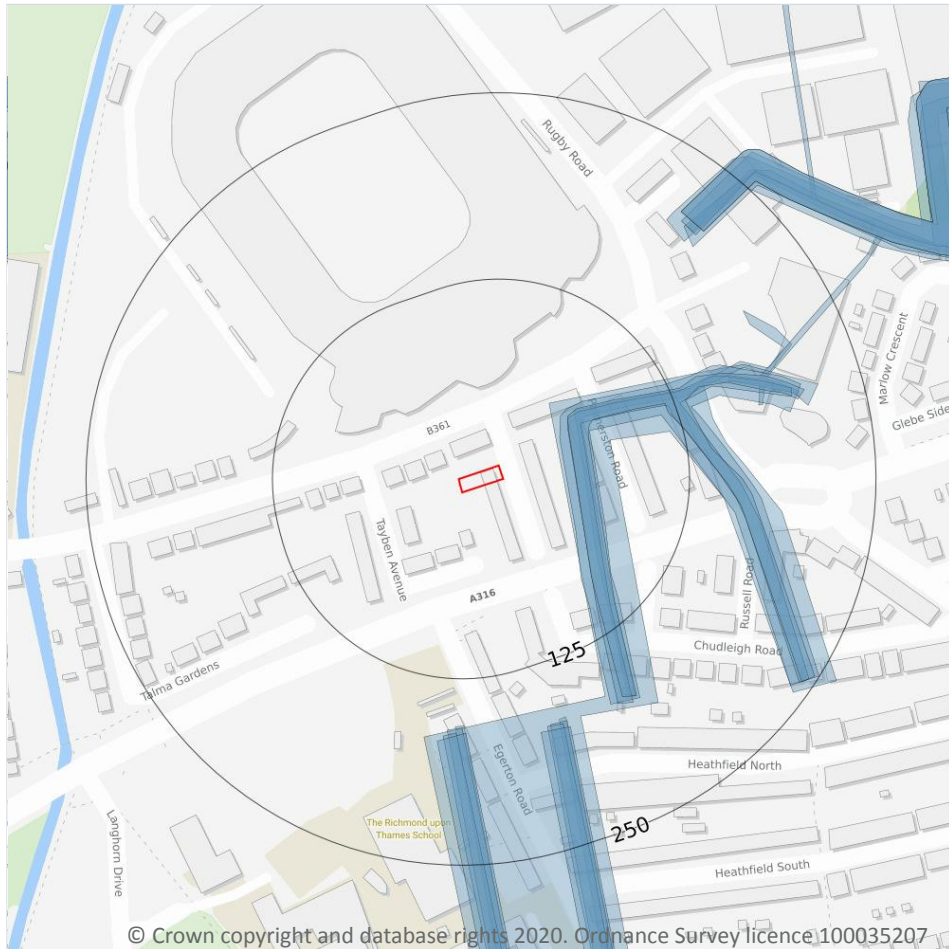 Rugby Road
Marlow Crescent
Glebe Side
B361
Tayben Avenue
A316
Russell Road
125
Chudleigh Road
Talma Gardens
Egerton Road
Heathfield North
Langhorn Drive
The Richmond upon
Thames School
250
Heathfield South
© Crown copyright and database rights 2020. Ordnance Survey licence 100035207